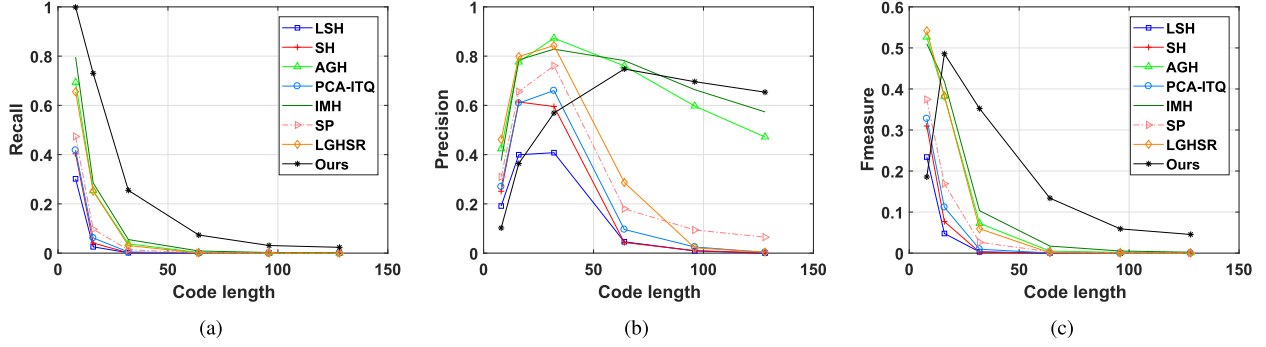 1
0.8
0.6
0.4
0.2
0
0
50
100
150
Recall
Code length
LSH
SH
AGH
PCA-ITQ
IMH
SP
LGHSR
Ours
(a)
1
0.8
0.6
0.4
0.2
0
0
50
100
150
Precision
Code length
(b)
0.6
0.5
0.4
0.3
0.2
0.1
0
0
50
100
150
Fmeasure
Code length
LSH
SH
AGH
PCA-ITQ
IMH
SP
LGHSR
Ours
(c)